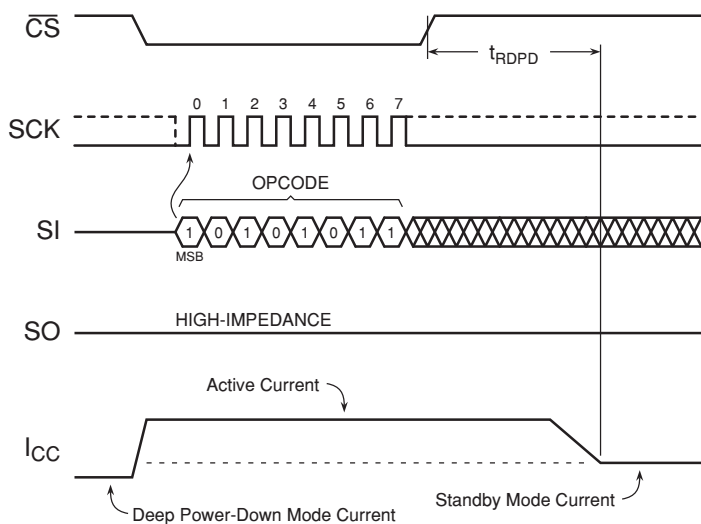 CS
tRDPD
SCK
0 1 2 3 4 5 6 7
OPCODE
SI
1 0 1 0 1 0 1 1
MSB
SO
HIGH-IMPEDANCE
Active Current
ICC
Deep Power-Down Mode Current
Standby Mode Current